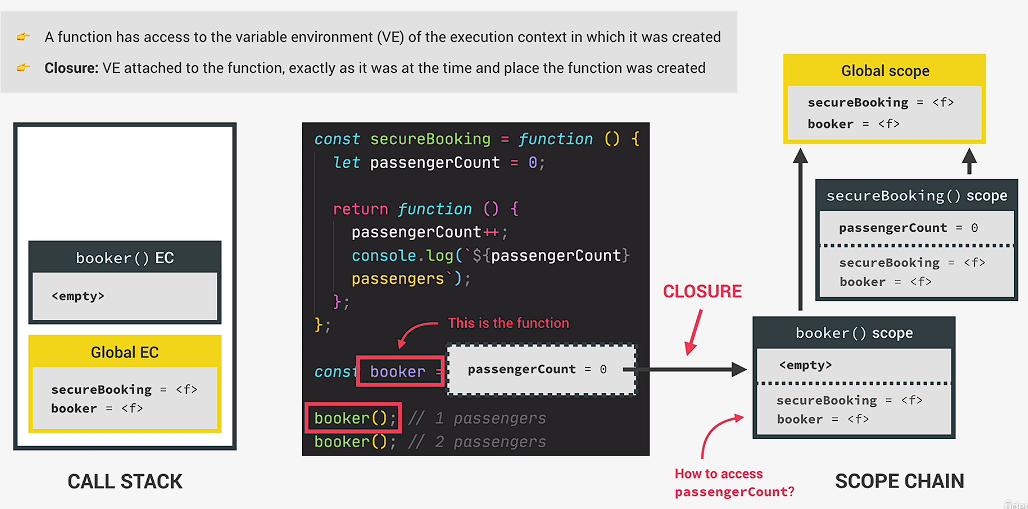 👉 A function has access to the variable environment (VE) of the execution context in which it was created
👉 Closure: VE attached to the function, exactly as it was at the time and place the function was created
booker() EC
<empty>
Global EC
secureBooking = <f>
booker = <f>
CALL STACK
const secureBooking = function () {
let passengerCount = 0;
return function () {
passengerCount++;
console.log(`${passengerCount}
passengers`);
};
};
This is the function
const booker =
passengerCount = 0
booker(); // 1 passengers
booker(); // 2 passengers
CLOSURE
Global scope
secureBooking = <f>
booker = <f>
secureBooking() scope
passengerCount = 0
secureBooking = <f>
booker = <f>
booker() scope
<empty>
secureBooking = <f>
booker = <f>
How to access
passengerCount?
SCOPE CHAIN